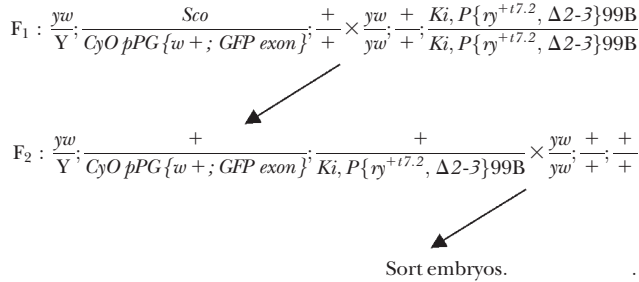 F₁ : yw/Y; Sco/CyO pPG{w+; GFP exon}; +/+ × yw/yw; +/+; Ki, P{ry⁺ᵗ⁷·², Δ2-3}99B/Ki, P{ry⁺ᵗ⁷·², Δ2-3}99B
F₂ : yw/Y; +/CyO pPG{w+; GFP exon}; +/Ki, P{ry⁺ᵗ⁷·², Δ2-3}99B × yw/yw; +/+; +/+
Sort embryos. .